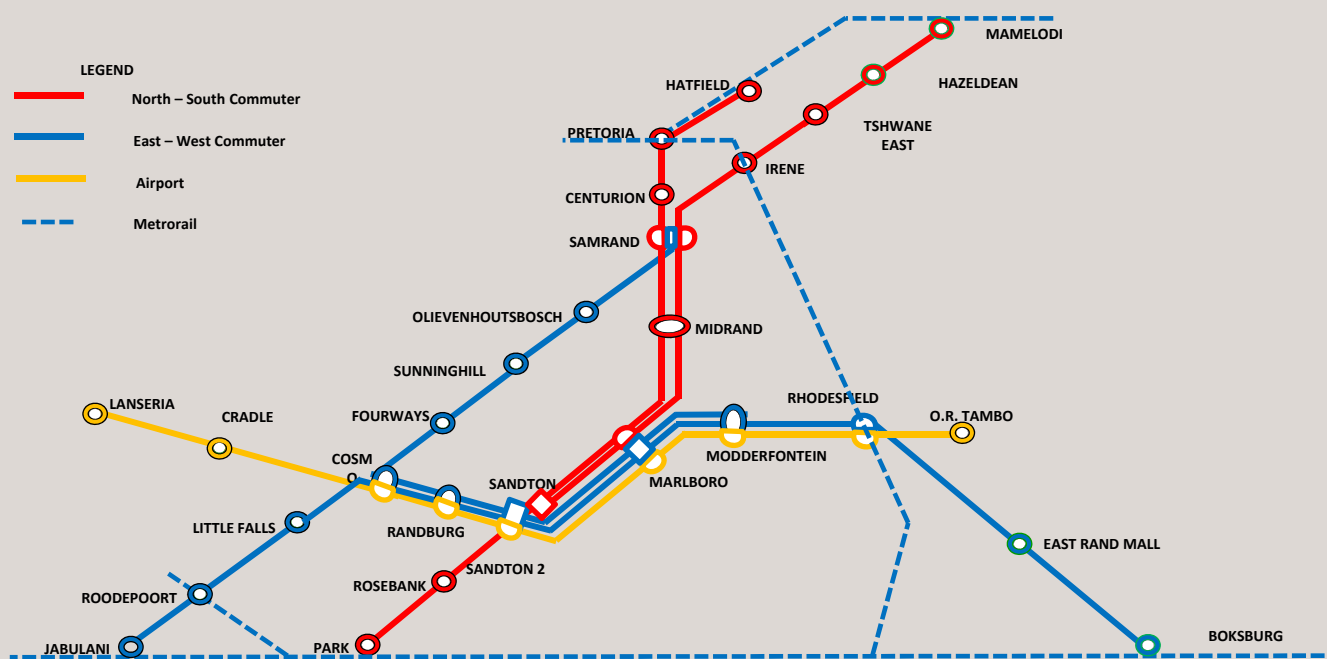 LEGEND
North – South Commuter
East – West Commuter
Airport
Metrorail
MAMELODI
HATFIELD
HAZELDEAN
PRETORIA
TSHWANE
EAST
IRENE
CENTURION
SAMRAND
OLIEVENHOUTSBOSCH
MIDRAND
SUNNINGHILL
LANSERIA
CRADLE
FOURWAYS
RHODESFIELD
O.R. TAMBO
COSM
O
MODDERFONTEIN
SANDTON
MARLBORO
LITTLE FALLS
RANDBURG
EAST RAND MALL
SANDTON 2
ROSEBANK
ROODEPOORT
JABULANI
PARK
BOKSBURG